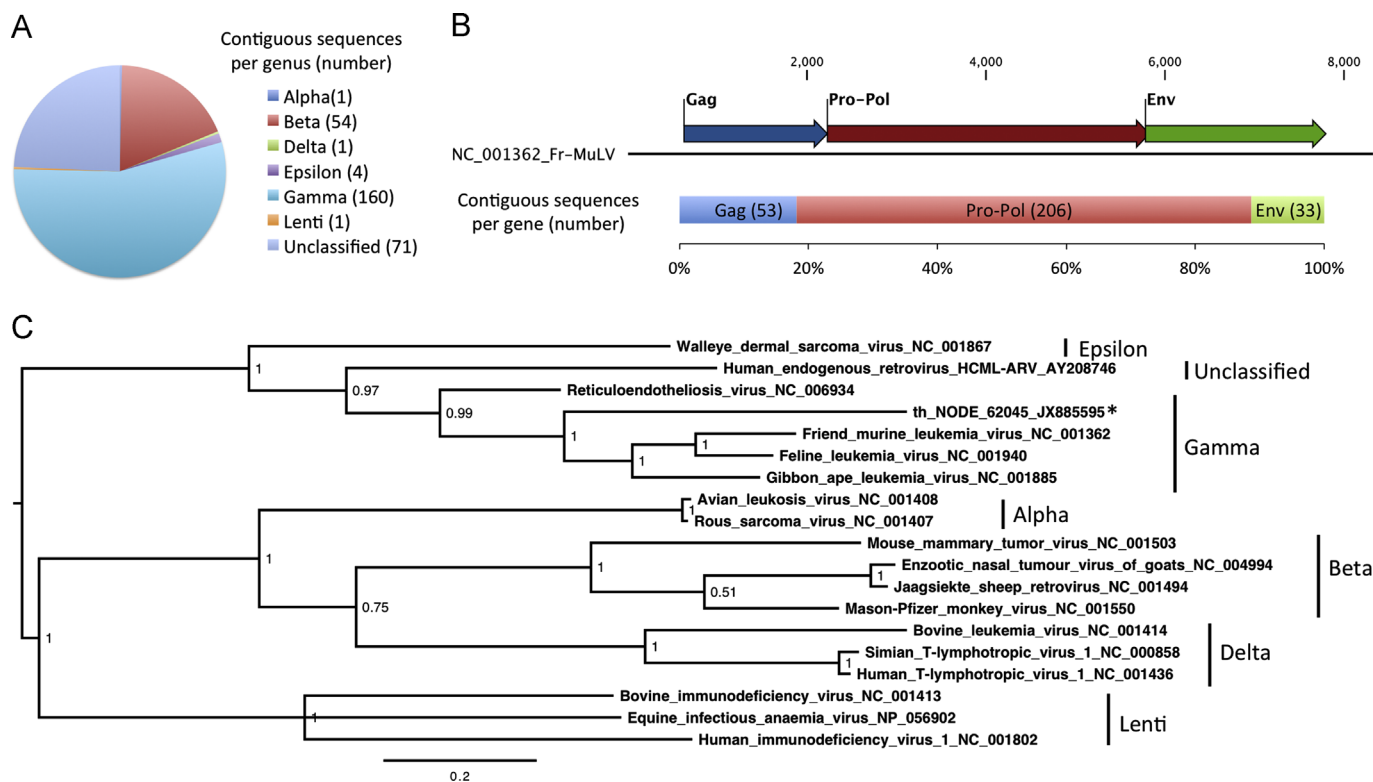 A
Contiguous sequences
per genus (number)
Alpha(1)
Beta (54)
Delta (1)
Epsilon (4)
Gamma (160)
Lenti (1)
Unclassified (71)
B
2,000 4,000 6,000 8,000
Gag Pro-Pol Env
NC_001362_Fr-MuLV
Contiguous sequences
per gene (number)
Gag (53) Pro-Pol (206) Env (33)
0% 20% 40% 60% 80% 100%
C
Walleye_dermal_sarcoma_virus_NC_001867
Epsilon
1
Human_endogenous_retrovirus_HCML-ARV_AY208746
Unclassified
0.97
Reticuloendotheliosis_virus_NC_006934
0.99
th_NODE_62045_JX885595*
1
Friend_murine_leukemia_virus_NC_001362
1
Gamma
Feline_leukemia_virus_NC_001940
1
Gibbon_ape_leukemia_virus_NC_001885
Avian_leukosis_virus_NC_001408
1
Alpha
Rous_sarcoma_virus_NC_001407
1
Mouse_mammary_tumor_virus_NC_001503
1
Enzootic_nasal_tumour_virus_of_goats_NC_004994
1
Beta
Jaagsiekte_sheep_retrovirus_NC_001494
0.51
0.75
Mason-Pfizer_monkey_virus_NC_001550
Bovine_leukemia_virus_NC_001414
1
1
Simian_T-lymphotropic_virus_1_NC_000858
Delta
1
Human_T-lymphotropic_virus_1_NC_001436
Bovine_immunodeficiency_virus_NC_001413
1
Equine_infectious_anaemia_virus_NP_056902
Lenti
Human_immunodeficiency_virus_1_NC_001802
0.2